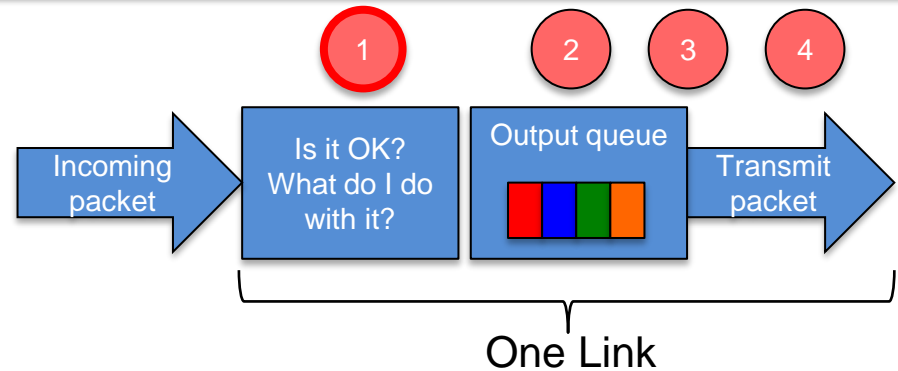 1
2
3
4
Incoming
packet
Is it OK?
What do I do
with it?
Output queue
Transmit
packet
One Link